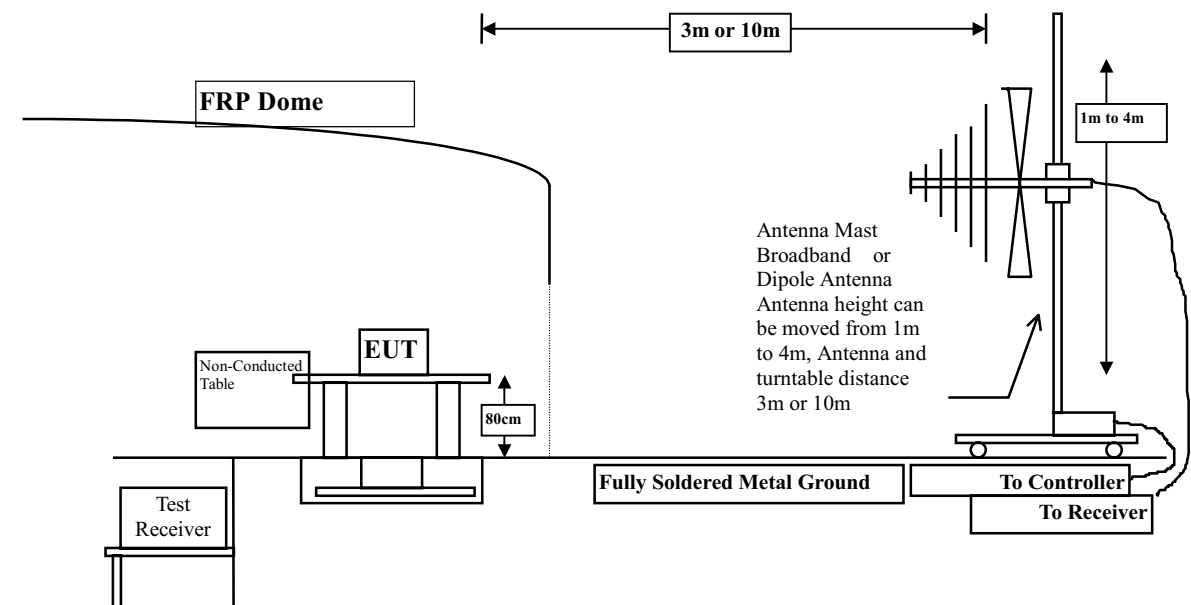 3m or 10m
FRP Dome
1m to 4m
Antenna Mast
Broadband or
Dipole Antenna
Antenna height can
be moved from 1m
to 4m, Antenna and
turntable distance
3m or 10m
EUT
Non-Conducted
Table
80cm
Fully Soldered Metal Ground
To Controller
To Receiver
Test
Receiver